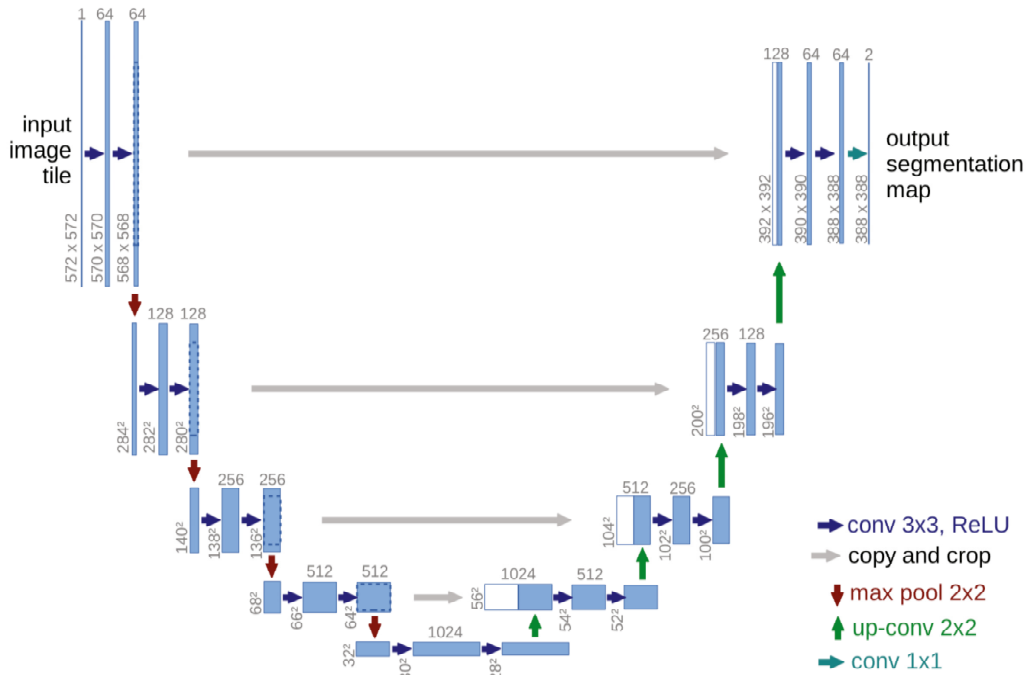 1 64 64
128 64 64 2
input
image
tile
output
segmentation
map
572 x 572
570 x 570
568 x 568
392 x 392
390 x 390
388 x 388
388 x 388
128 128
256 128
284²
282²
280²
200²
198²
196²
256 256
512 256
140²
138²
136²
104²
102²
100²
512 512
1024 512
68²
66²
64²
56²
54²
52²
1024
32²
conv 3x3, ReLU
copy and crop
max pool 2x2
up-conv 2x2
conv 1x1